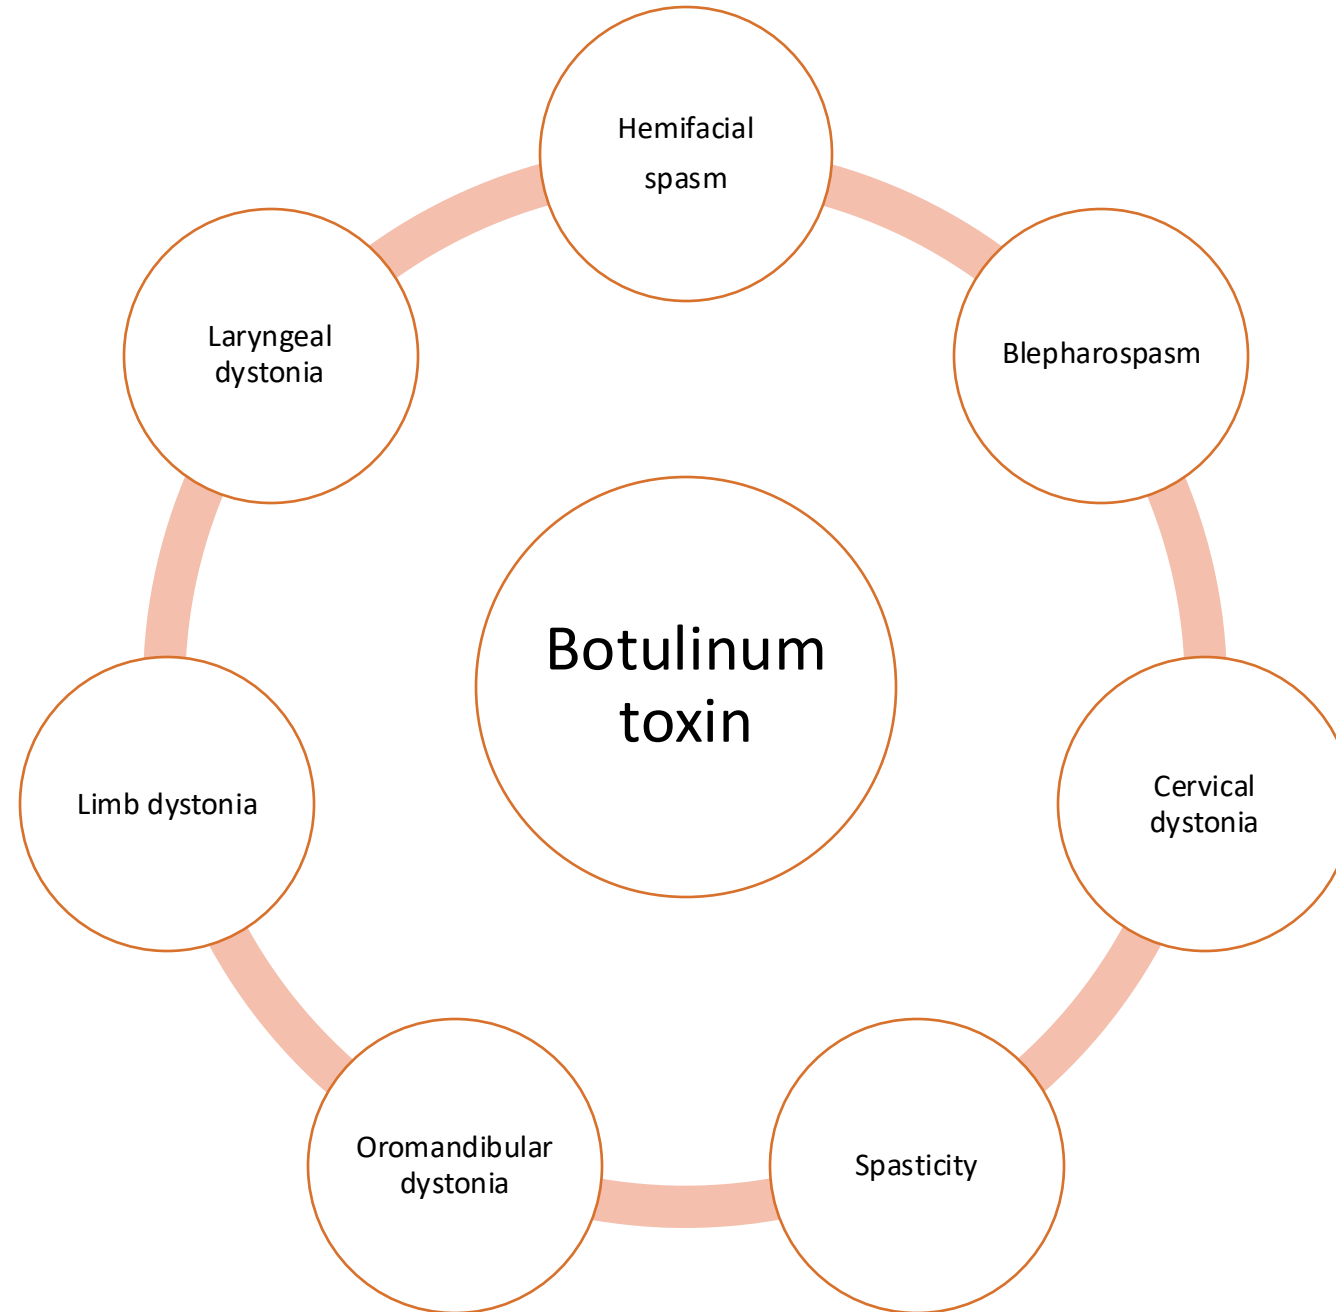 Hemifacial
spasm
Laryngeal
dystonia
Blepharospasm
Botulinum
toxin
Limb dystonia
Cervical
dystonia
Oromandibular
dystonia
Spasticity